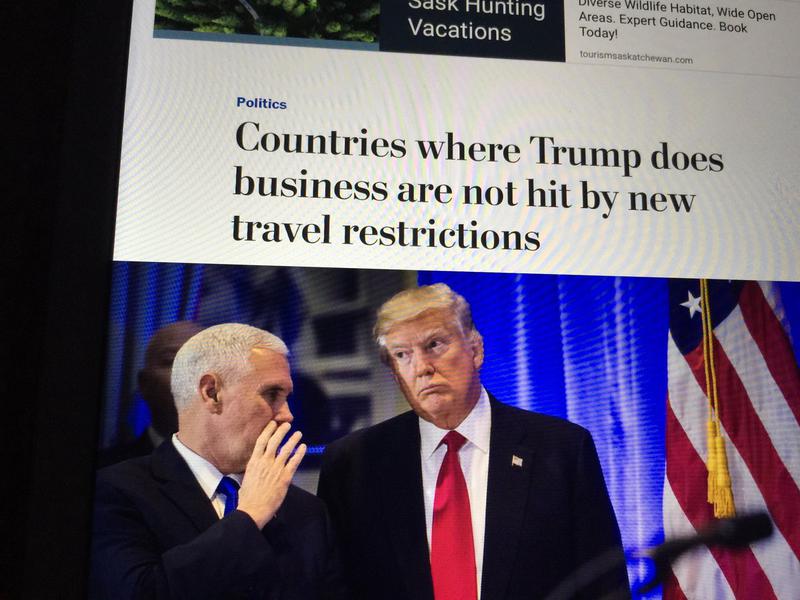 Sask Hunting
Vacations
Diverse Wildlife Habitat, Wide Open
Areas. Expert Guidance. Book
Today!
tourismsaskatchewan.com
Politics
Countries where Trump does
business are not hit by new
travel restrictions